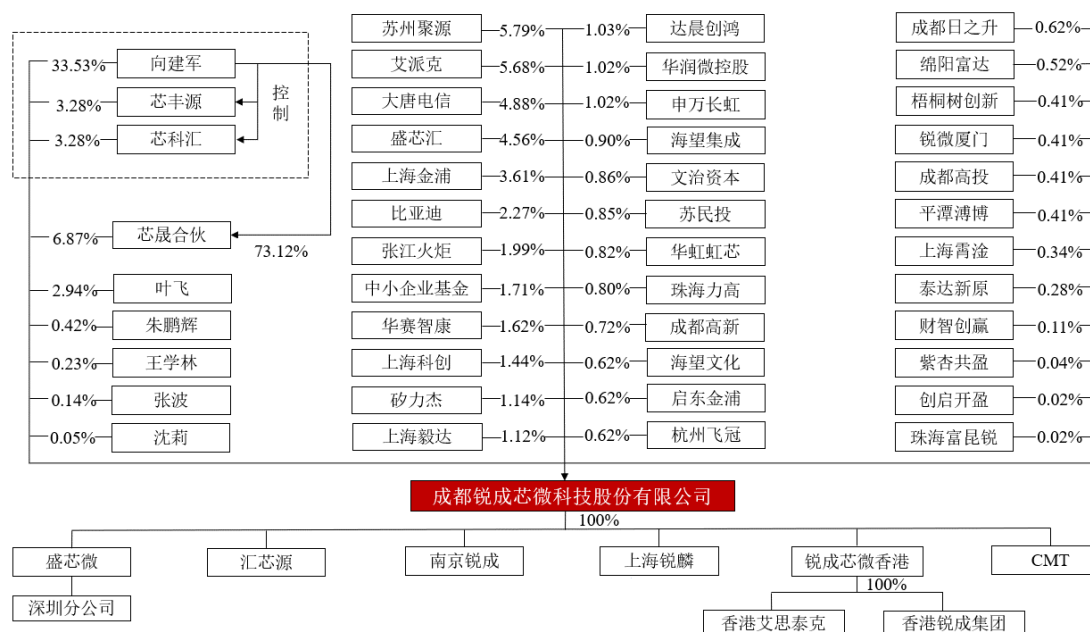 33.53% 向建军
3.28% 芯丰源
3.28% 芯科汇
控制
6.87% 芯晟合伙
73.12%
2.94% 叶飞
0.42% 朱鹏辉
0.23% 王学林
0.14% 张波
0.05% 沈莉
苏州聚源 5.79% 1.03% 达晨创鸿
艾派克 5.68% 1.02% 华润微控股
大唐电信 4.88% 1.02% 申万长虹
盛芯汇 4.56% 0.90% 海望集成
上海金浦 3.61% 0.86% 文治资本
比亚迪 2.27% 0.85% 苏民投
张江火炬 1.99% 0.82% 华虹虹芯
中小企业基金 1.71% 0.80% 珠海力高
华赛智康 1.62% 0.72% 成都高新
上海科创 1.44% 0.62% 海望文化
矽力杰 1.14% 0.62% 启东金浦
上海毅达 1.12% 0.62% 杭州飞冠
成都日之升 0.62%
绵阳富达 0.52%
梧桐树创新 0.41%
锐微厦门 0.41%
成都高投 0.41%
平潭溥博 0.41%
上海霄淦 0.34%
泰达新原 0.28%
财智创赢 0.11%
紫杏共盈 0.04%
创启开盈 0.02%
珠海富昆锐 0.02%
成都锐成芯微科技股份有限公司
100%
盛芯微 汇芯源 南京锐成 上海锐麟 锐成芯微香港 CMT
100%
深圳分公司 香港艾思泰克 香港锐成集团